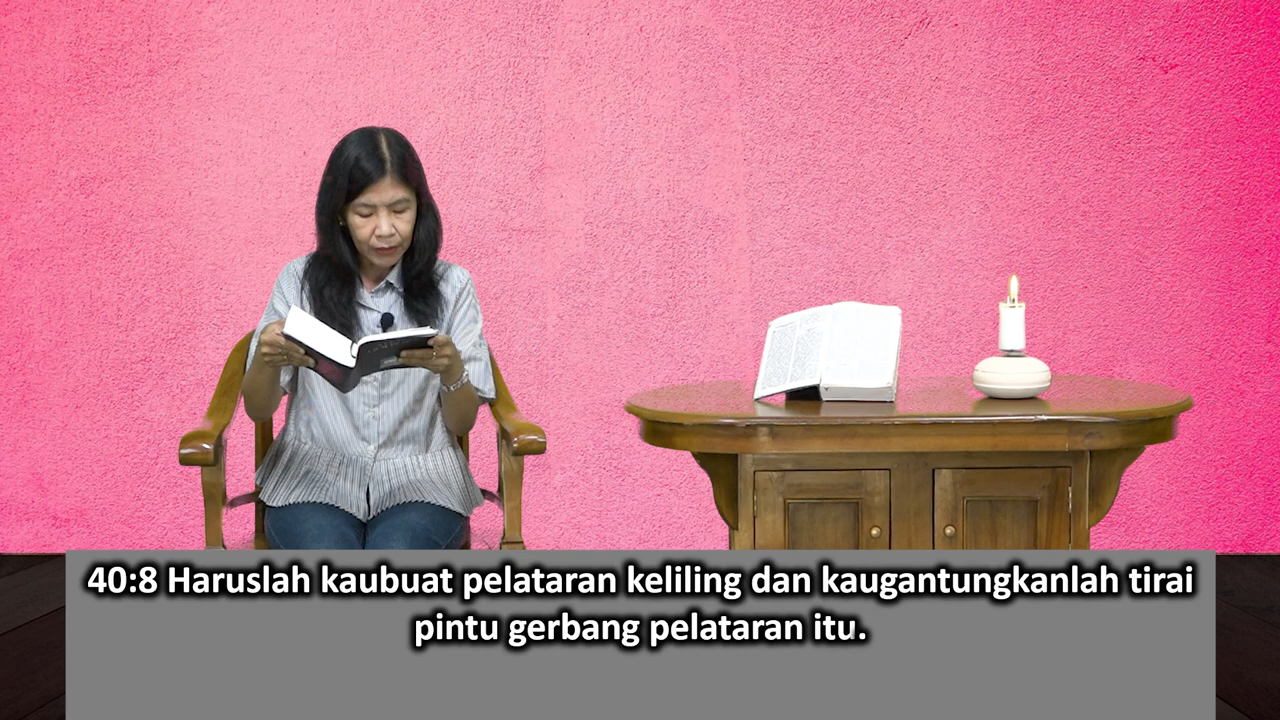 40:8 Haruslah kaubuat pelataran keliling dan kaugantungkanlah tirai
pintu gerbang pelataran itu.